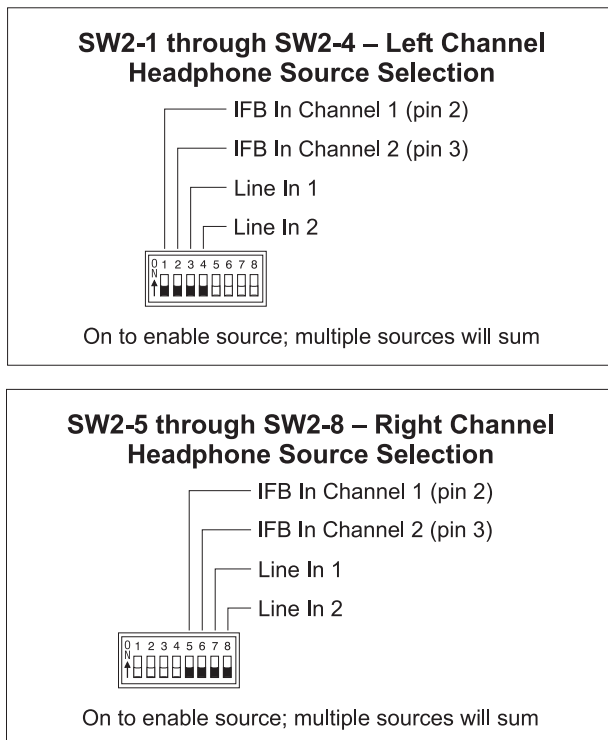 SW2-1 through SW2-4 – Left Channel
Headphone Source Selection
IFB In Channel 1 (pin 2)
IFB In Channel 2 (pin 3)
Line In 1
Line In 2
ON 1 2 3 4 5 6 7 8
On to enable source; multiple sources will sum
SW2-5 through SW2-8 – Right Channel
Headphone Source Selection
IFB In Channel 1 (pin 2)
IFB In Channel 2 (pin 3)
Line In 1
Line In 2
ON 1 2 3 4 5 6 7 8
On to enable source; multiple sources will sum